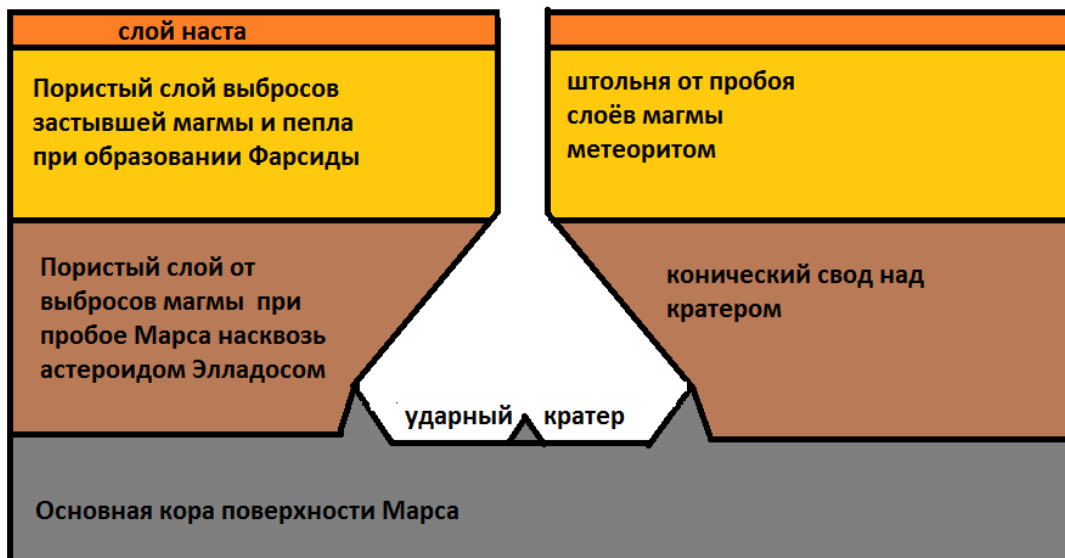 слой наста
Пористый слой выбросов
застывшей магмы и пепла
при образовании Фарсиды
штольня от пробоя
слоёв магмы
метеоритом
Пористый слой от
выбросов магмы при
пробое Марса насквозь
астероидом Элладосом
конический свод над
кратером
ударный кратер
Основная кора поверхности Марса